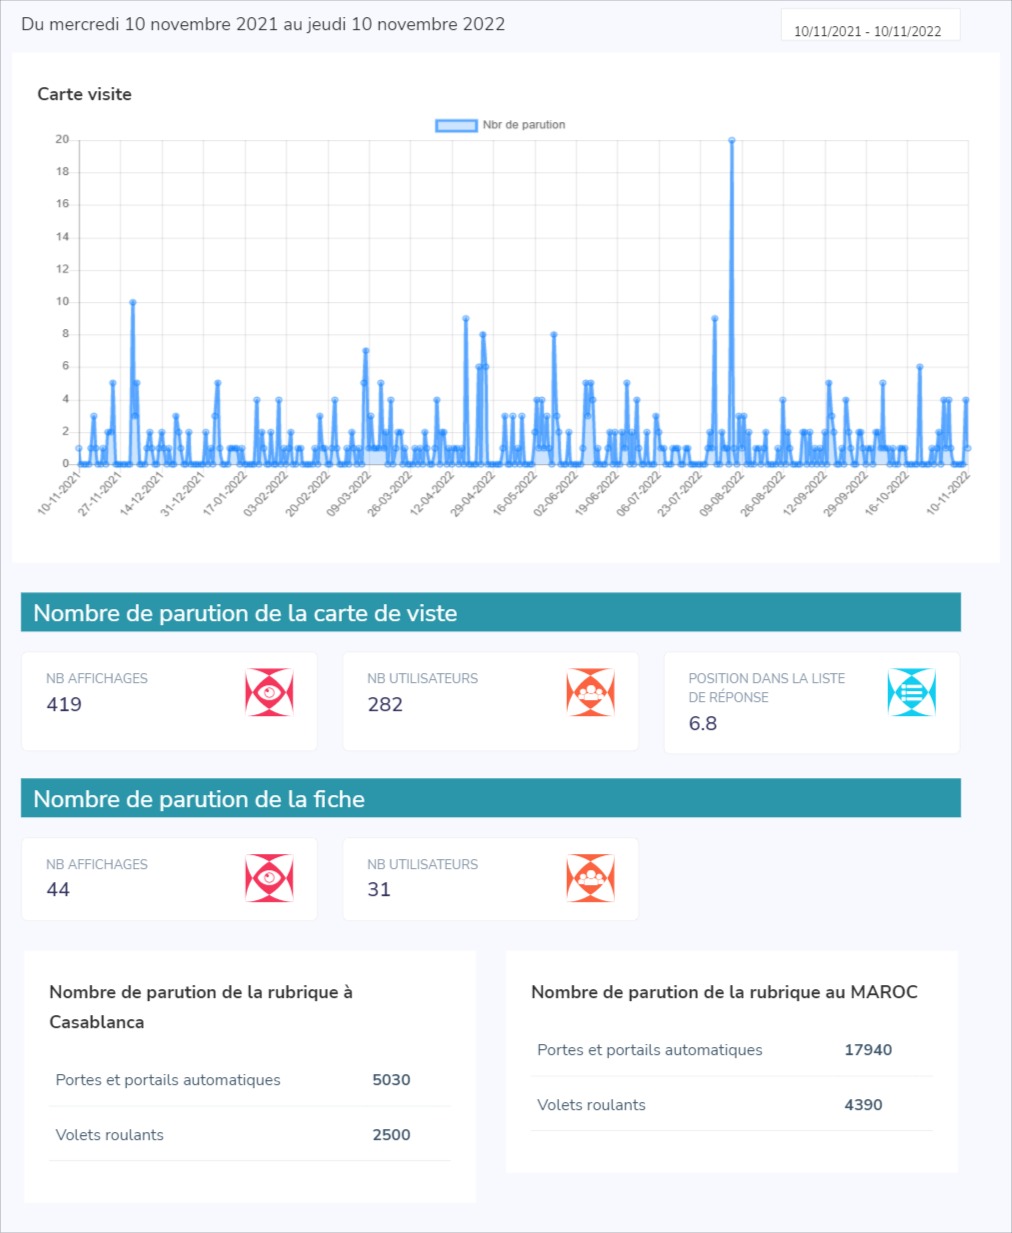 Du mercredi 10 novembre 2021 au jeudi 10 novembre 2022
10/11/2021 - 10/11/2022
Carte visite
Nbr de parution
20
18
16
14
12
10
8
6
4
2
0
10-11-2021
27-11-2021
14-12-2021
31-12-2021
17-01-2022
03-02-2022
20-02-2022
09-03-2022
26-03-2022
12-04-2022
29-04-2022
16-05-2022
02-06-2022
19-06-2022
06-07-2022
23-07-2022
09-08-2022
26-08-2022
12-09-2022
29-09-2022
16-10-2022
10-11-2022
Nombre de parution de la carte de viste
NB AFFICHAGES
419
NB UTILISATEURS
282
POSITION DANS LA LISTE
DE RÉPONSE
6.8
Nombre de parution de la fiche
NB AFFICHAGES
44
NB UTILISATEURS
31
Nombre de parution de la rubrique à
Casablanca
Portes et portails automatiques 5030
Volets roulants 2500
Nombre de parution de la rubrique au MAROC
Portes et portails automatiques 17940
Volets roulants 4390